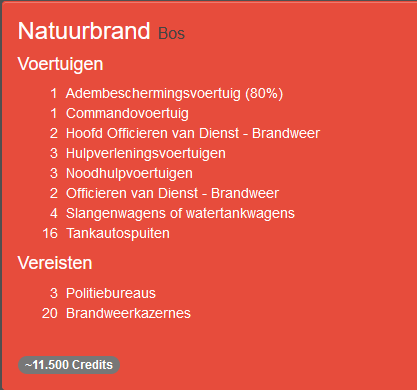 Natuurbrand Bos
Voertuigen
1 Adembeschermingsvoertuig (80%)
1 Commandovoertuig
2 Hoofd Officieren van Dienst - Brandweer
3 Hulpverleningsvoertuigen
3 Noodhulpvoertuigen
2 Officieren van Dienst - Brandweer
4 Slangenwagens of watertankwagens
16 Tankautospuiten
Vereisten
3 Politiebureaus
20 Brandweerkazernes
~11.500 Credits